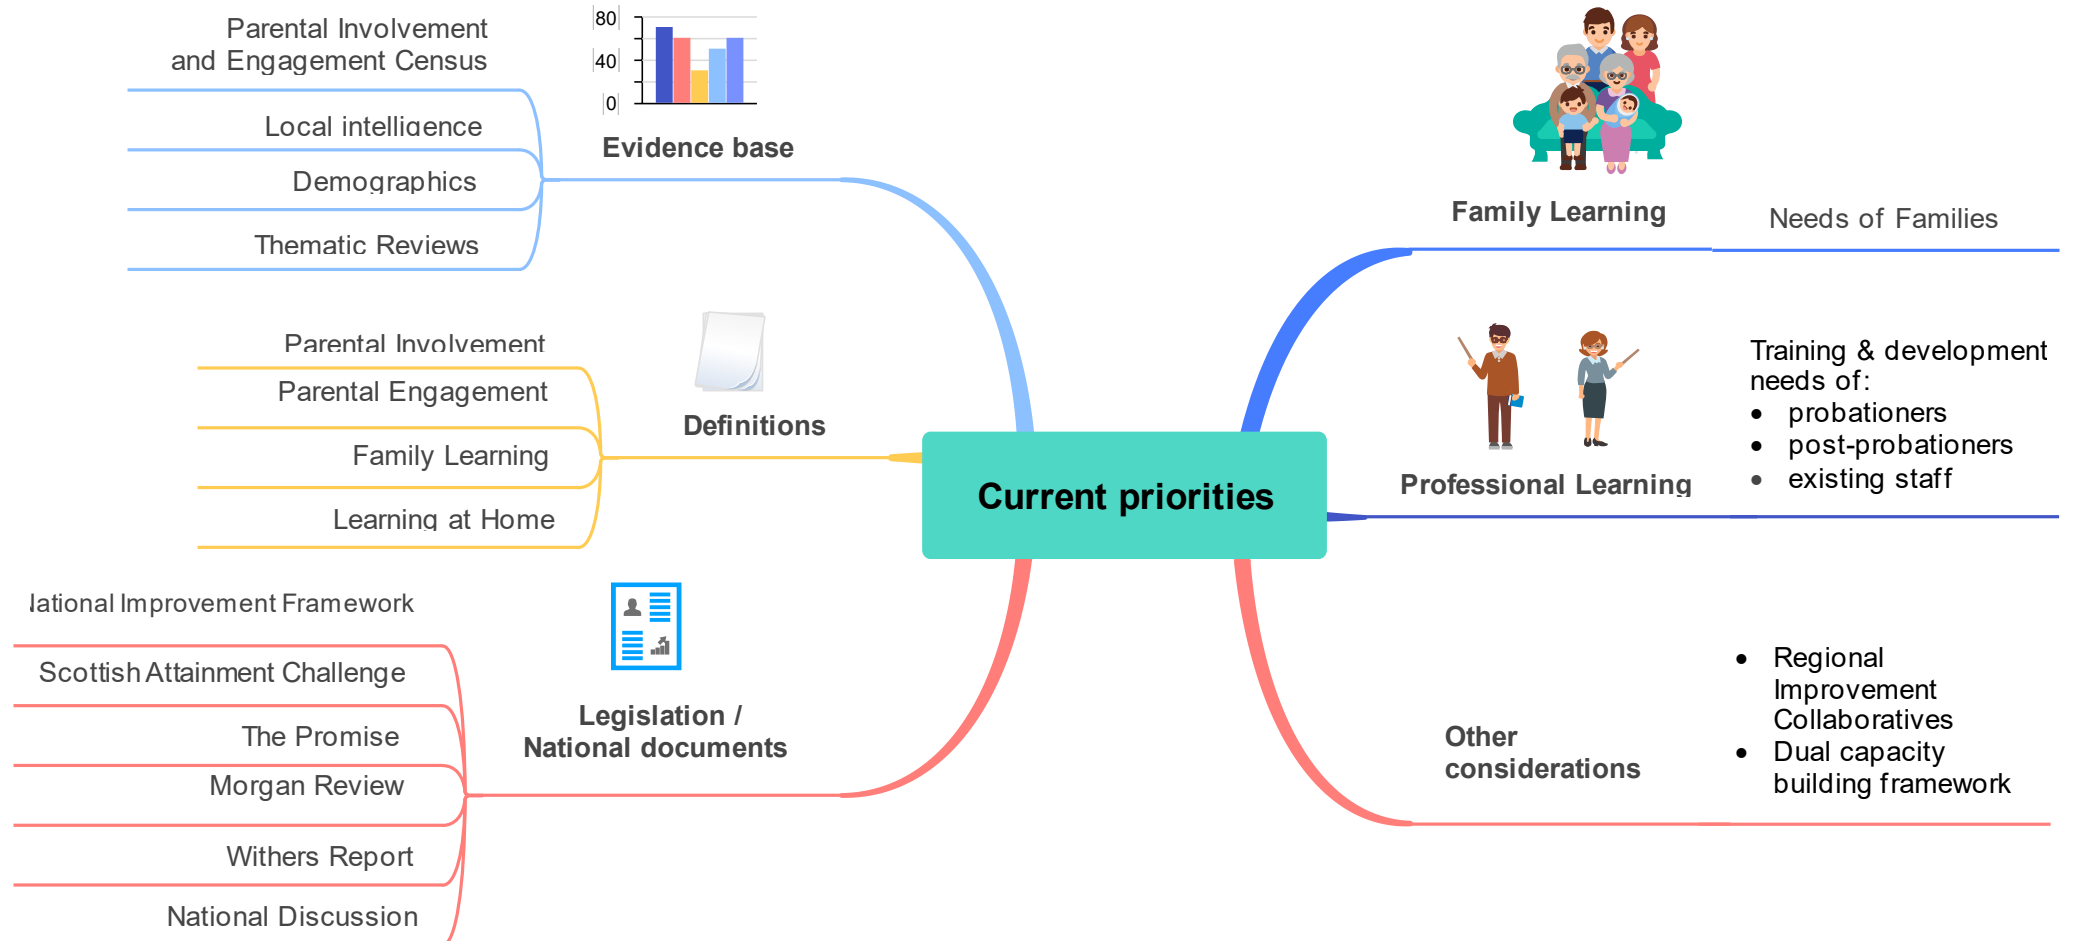 Parental Involvement
and Engagement Census
Local intelligence
Demographics
Thematic Reviews
80
40
0
Evidence base
Parental Involvement
Parental Engagement
Family Learning
Learning at Home
Definitions
National Improvement Framework
Scottish Attainment Challenge
The Promise
Morgan Review
Withers Report
National Discussion
Legislation /
National documents
Current priorities
Family Learning
Needs of Families
Professional Learning
Training & development
needs of:
• probationers
• post-probationers
• existing staff
Other
considerations
• Regional
Improvement
Collaboratives
• Dual capacity
building framework